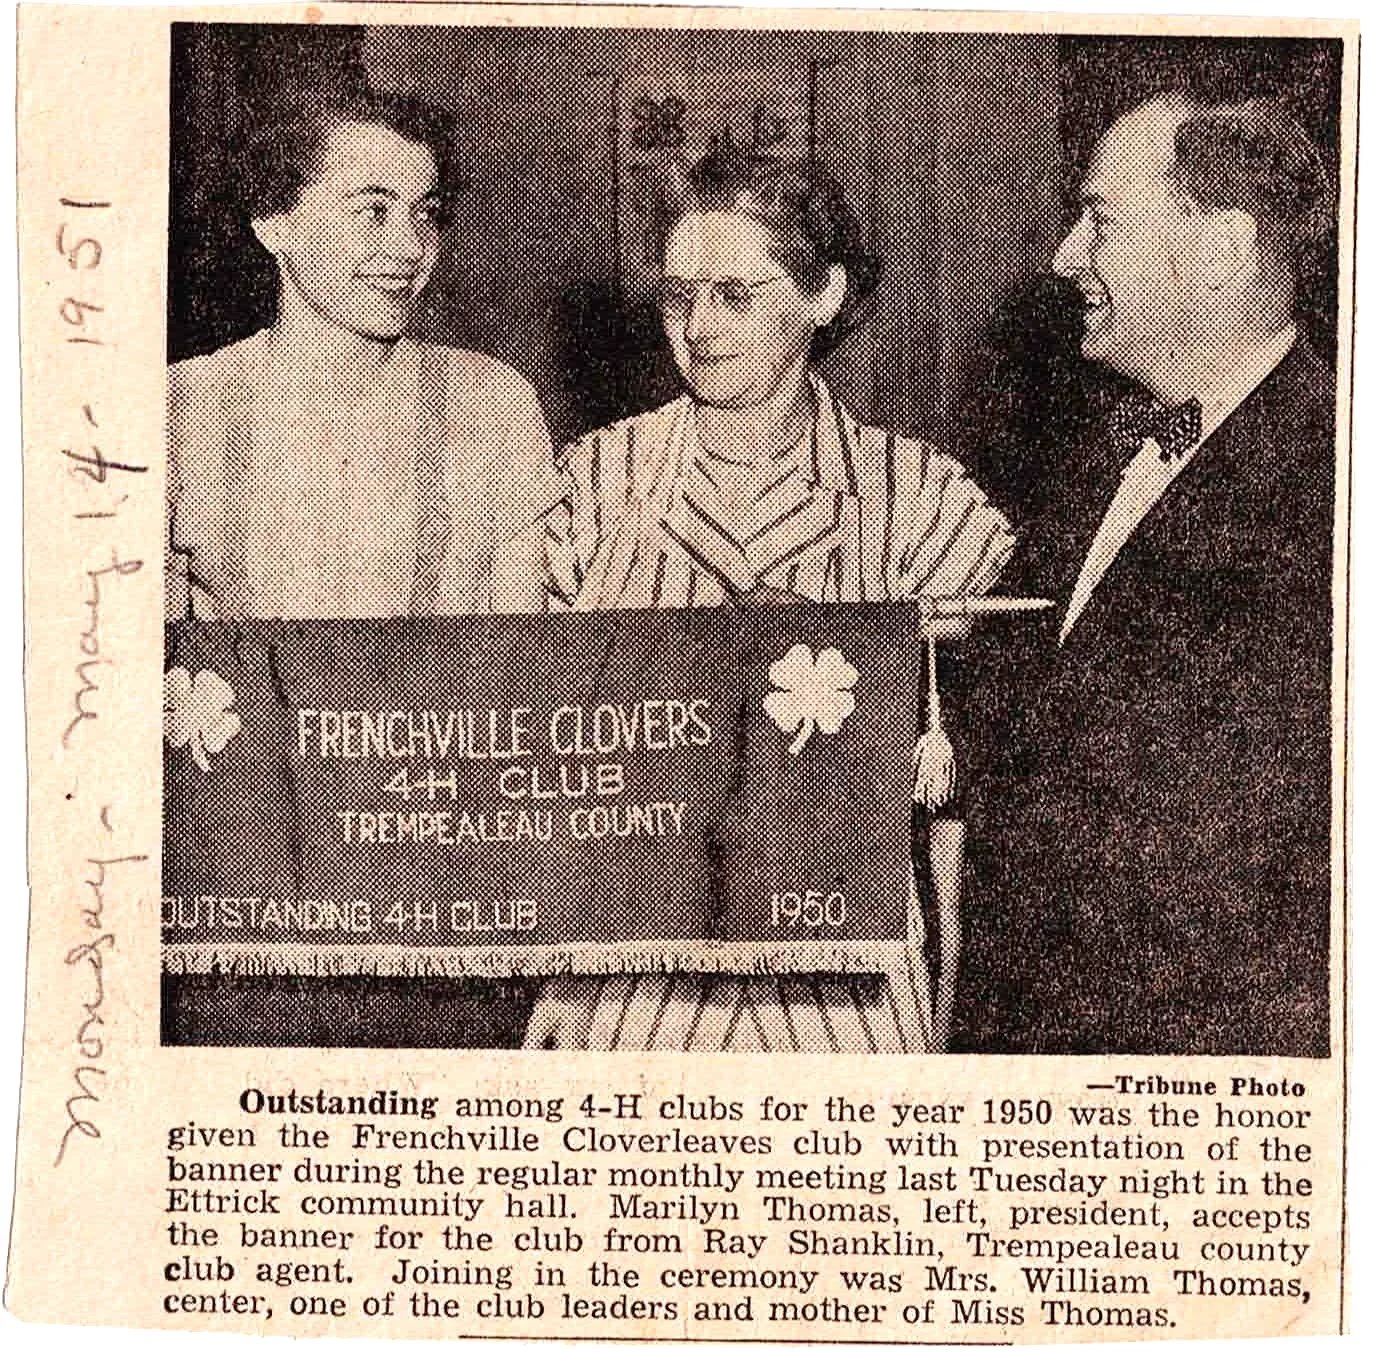 Monday - May 14 - 1951
FRENCHVILLE CLOVERS
4-H CLUB
TREMPEALEAU COUNTY
OUTSTANDING 4H CLUB 1950
—Tribune Photo
Outstanding among 4-H clubs for the year 1950 was the honor
given the Frenchville Cloverleaves club with presentation of the
banner during the regular monthly meeting last Tuesday night in the
Ettrick community hall. Marilyn Thomas, left, president, accepts
the banner for the club from Ray Shanklin, Trempealeau county
club agent. Joining in the ceremony was Mrs. William Thomas,
center, one of the club leaders and mother of Miss Thomas.